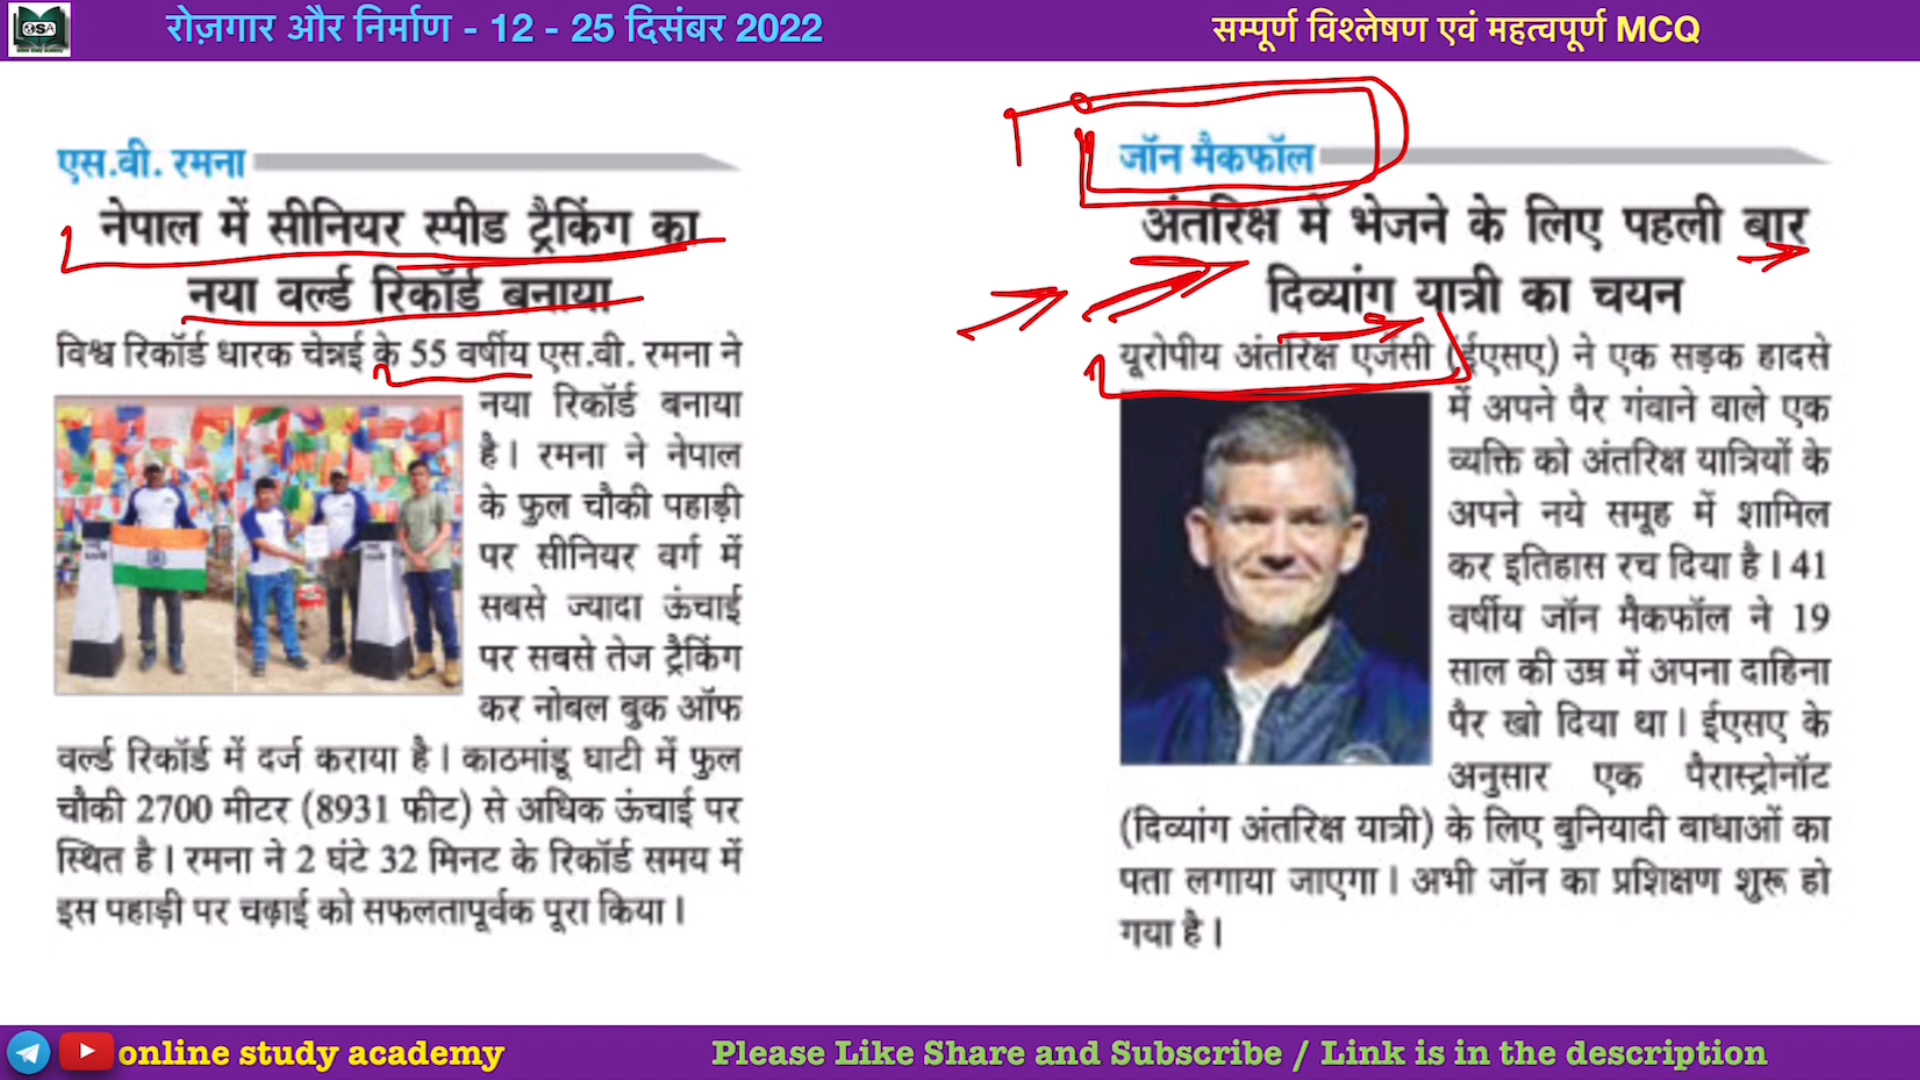 OSA
रोज़गार और निर्माण - 12 - 25 दिसंबर 2022
सम्पूर्ण विश्लेषण एवं महत्वपूर्ण MCQ
एस.वी. रमना
नेपाल में सीनियर स्पीड ट्रैकिंग का
नया वर्ल्ड रिकॉर्ड बनाया
विश्व रिकॉर्ड धारक चेन्नई के 55 वर्षीय एस.वी. रमना ने
नया रिकॉर्ड बनाया
है। रमना ने नेपाल
के फुल चौकी पहाड़ी
पर सीनियर वर्ग में
सबसे ज्यादा ऊंचाई
पर सबसे तेज ट्रैकिंग
कर नोबल बुक ऑफ
वर्ल्ड रिकॉर्ड में दर्ज कराया है। काठमांडू घाटी में फुल
चौकी 2700 मीटर (8931 फीट) से अधिक ऊंचाई पर
स्थित है। रमना ने 2 घंटे 32 मिनट के रिकॉर्ड समय में
इस पहाड़ी पर चढ़ाई को सफलतापूर्वक पूरा किया।
जॉन मैकफॉल
अंतरिक्ष में भेजने के लिए पहली बार
दिव्यांग यात्री का चयन
यूरोपीय अंतरिक्ष एजेंसी (ईएसए) ने एक सड़क हादसे
में अपने पैर गंवाने वाले एक
व्यक्ति को अंतरिक्ष यात्रियों के
अपने नये समूह में शामिल
कर इतिहास रच दिया है। 41
वर्षीय जॉन मैकफॉल ने 19
साल की उम्र में अपना दाहिना
पैर खो दिया था। ईएसए के
अनुसार एक पैरास्ट्रोनॉट
(दिव्यांग अंतरिक्ष यात्री) के लिए बुनियादी बाधाओं का
पता लगाया जाएगा। अभी जॉन का प्रशिक्षण शुरू हो
गया है।
online study academy
Please Like Share and Subscribe / Link is in the description